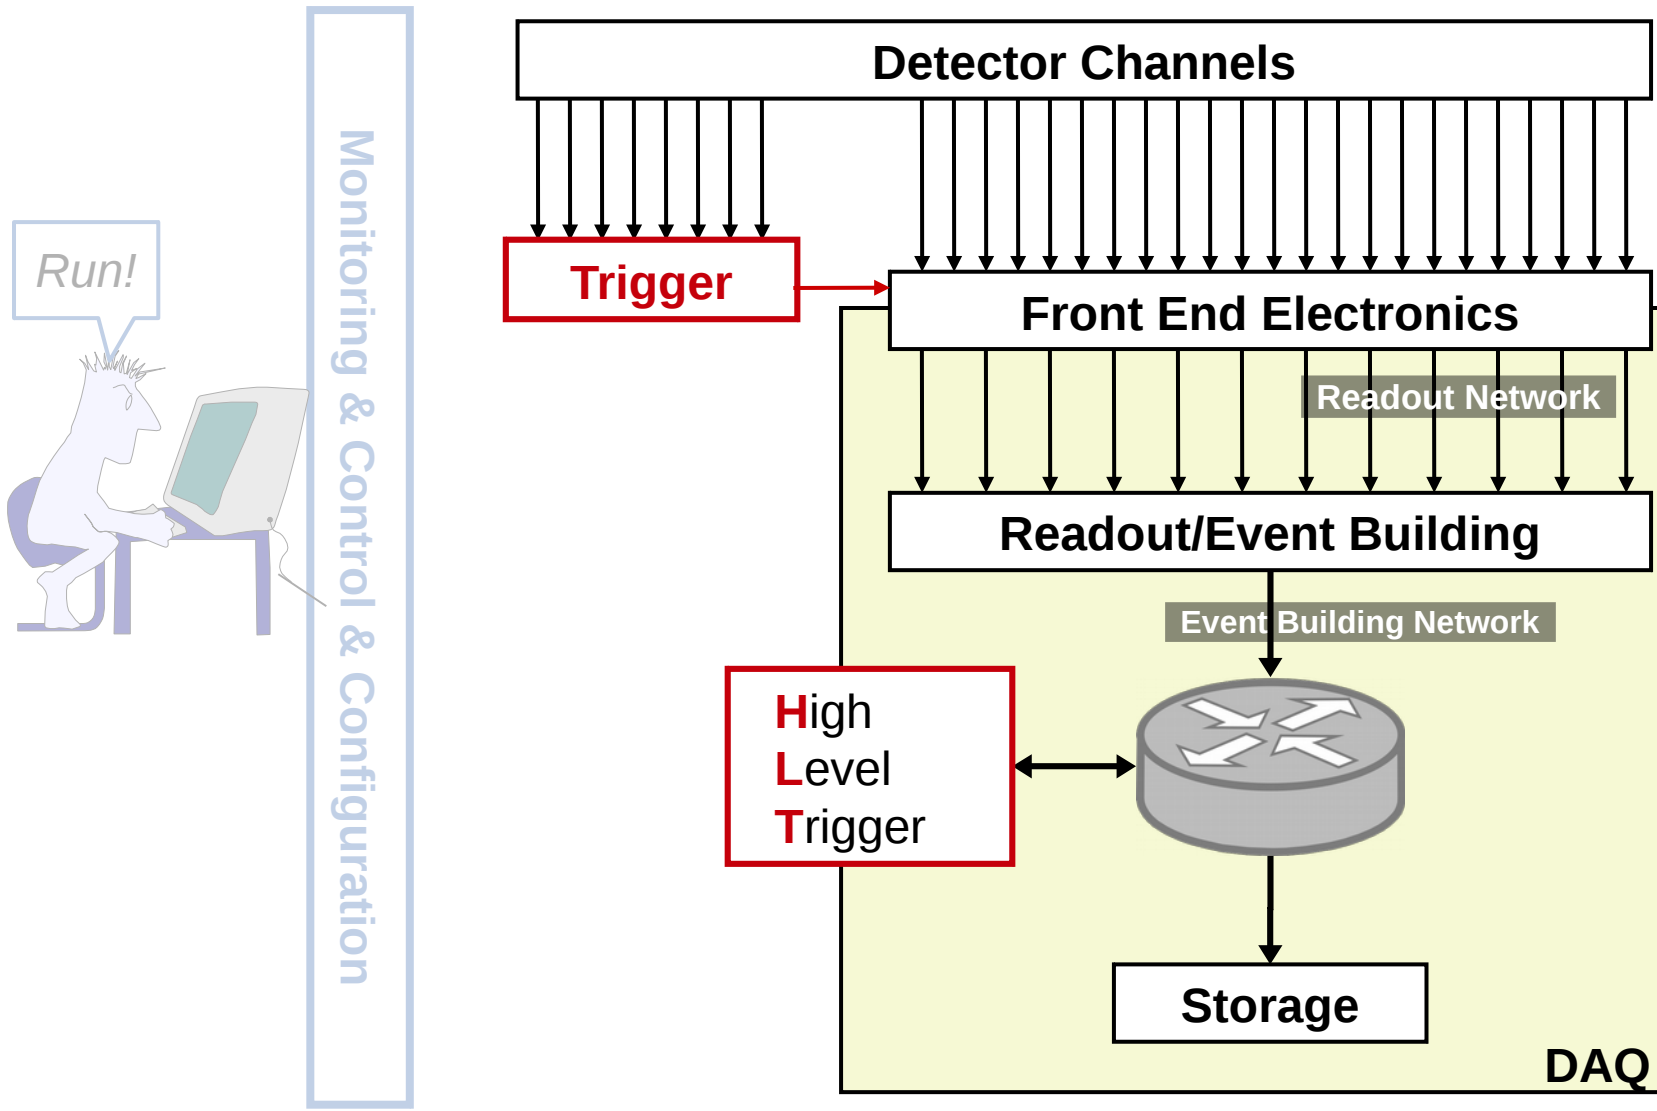 Detector Channels
Monitoring & Control & Configuration
Run!
Trigger
Front End Electronics
Readout Network
Readout/Event Building
Event Building Network
High
Level
Trigger
Storage
DAQ